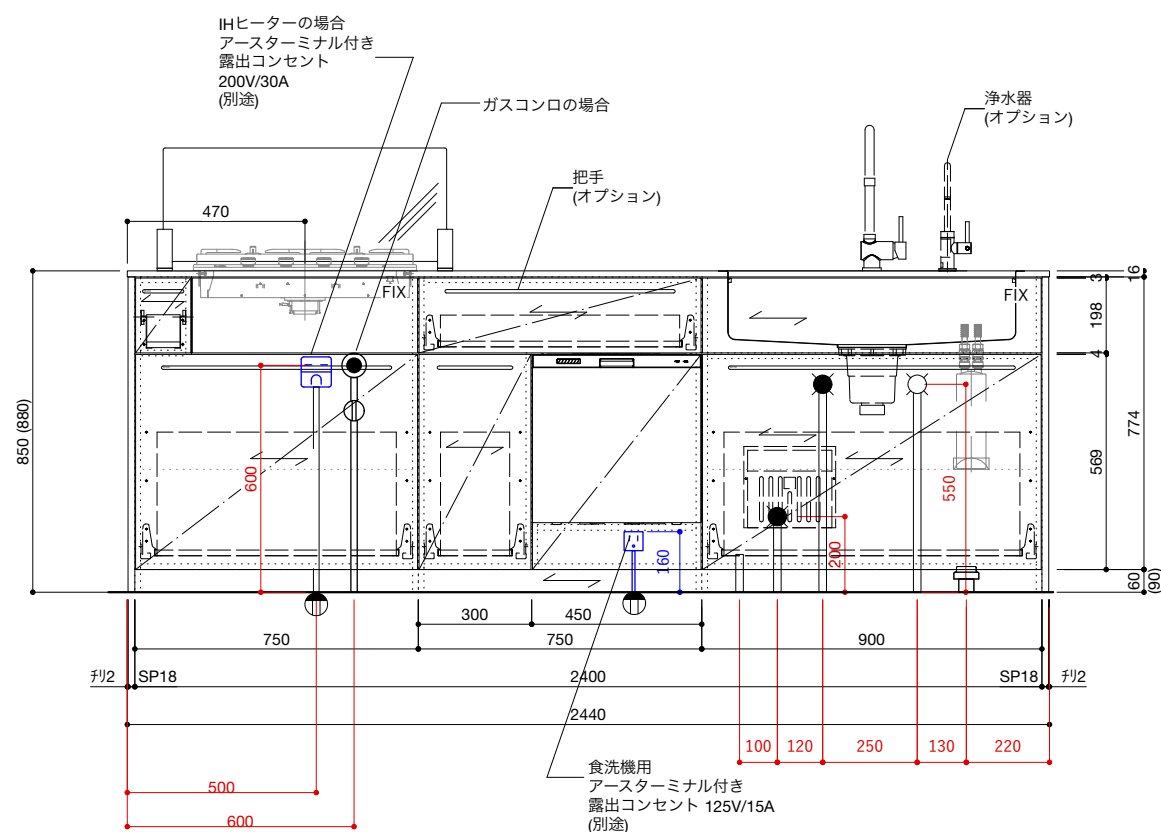 IHヒーターの場合
アースターミナル付き
露出コンセント
200V/30A
(別途)
ガスコンロの場合
浄水器
(オプション)
把手
(オプション)
470
FIX
FIX
16
3
198
4
850 (880)
600
550
569
774
200
160
60
(90)
300
450
750
750
900
チリ2
SP18
2400
SP18
チリ2
2440
100
120
250
130
220
500
600
食洗機用
アースターミナル付き
露出コンセント 125V/15A
(別途)